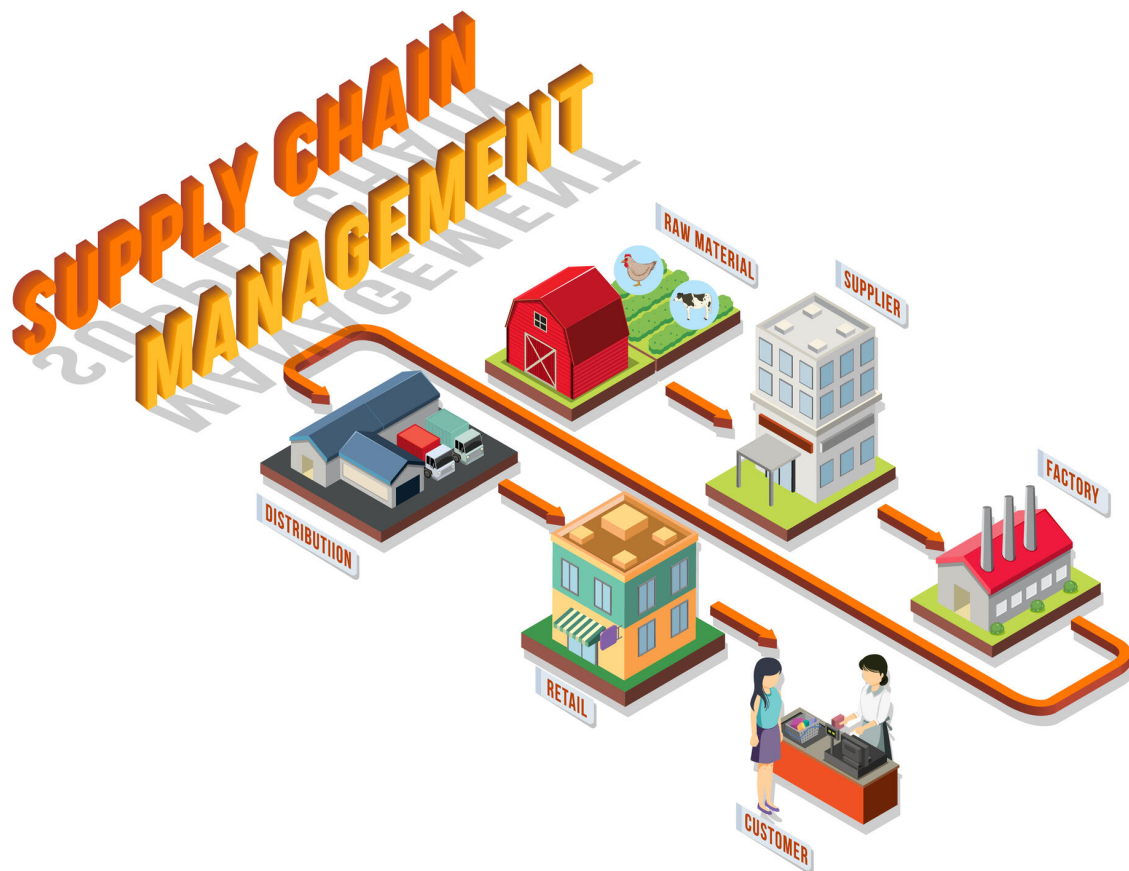 SUPPLY CHAIN
MANAGEMENT
RAW MATERIAL
SUPPLIER
FACTORY
DISTRIBUTIION
RETAIL
CUSTOMER